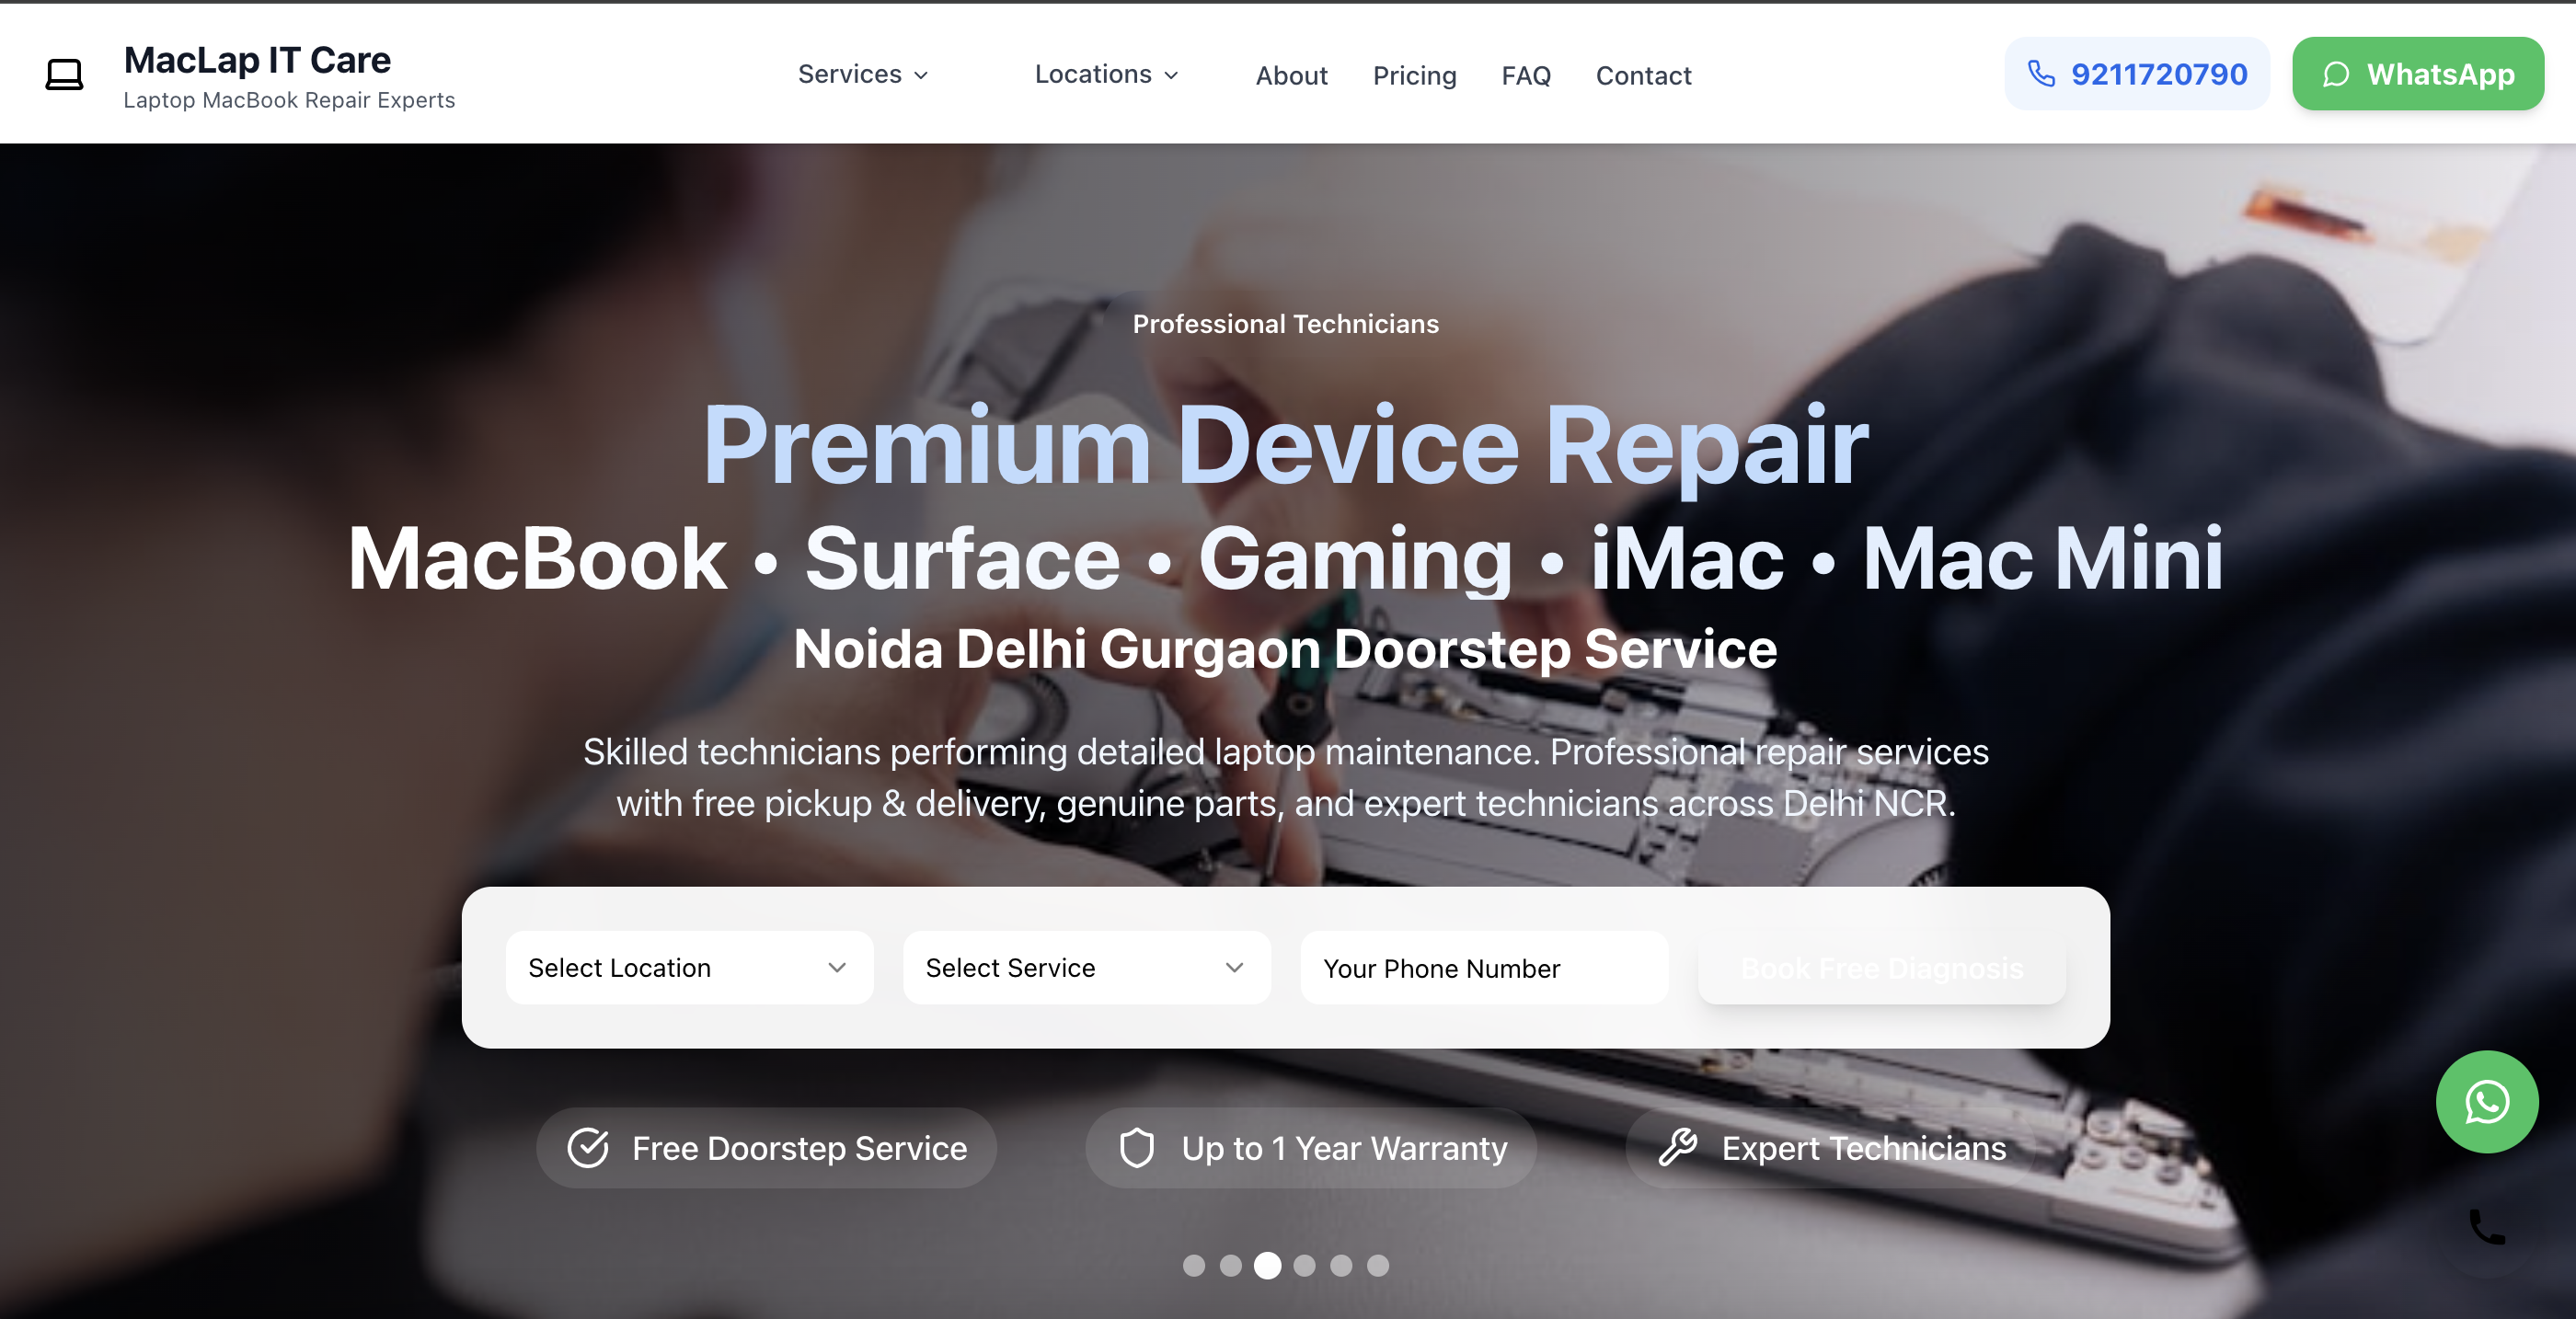 MacLap IT Care
Laptop MacBook Repair Experts
Services
Locations
About
Pricing
FAQ
Contact
9211720790
WhatsApp
Professional Technicians
Premium Device Repair
MacBook • Surface • Gaming • iMac • Mac Mini
Noida Delhi Gurgaon Doorstep Service
Skilled technicians performing detailed laptop maintenance. Professional repair services
with free pickup & delivery, genuine parts, and expert technicians across Delhi NCR.
Select Location
Select Service
Your Phone Number
Book Free Diagnosis
Free Doorstep Service
Up to 1 Year Warranty
Expert Technicians